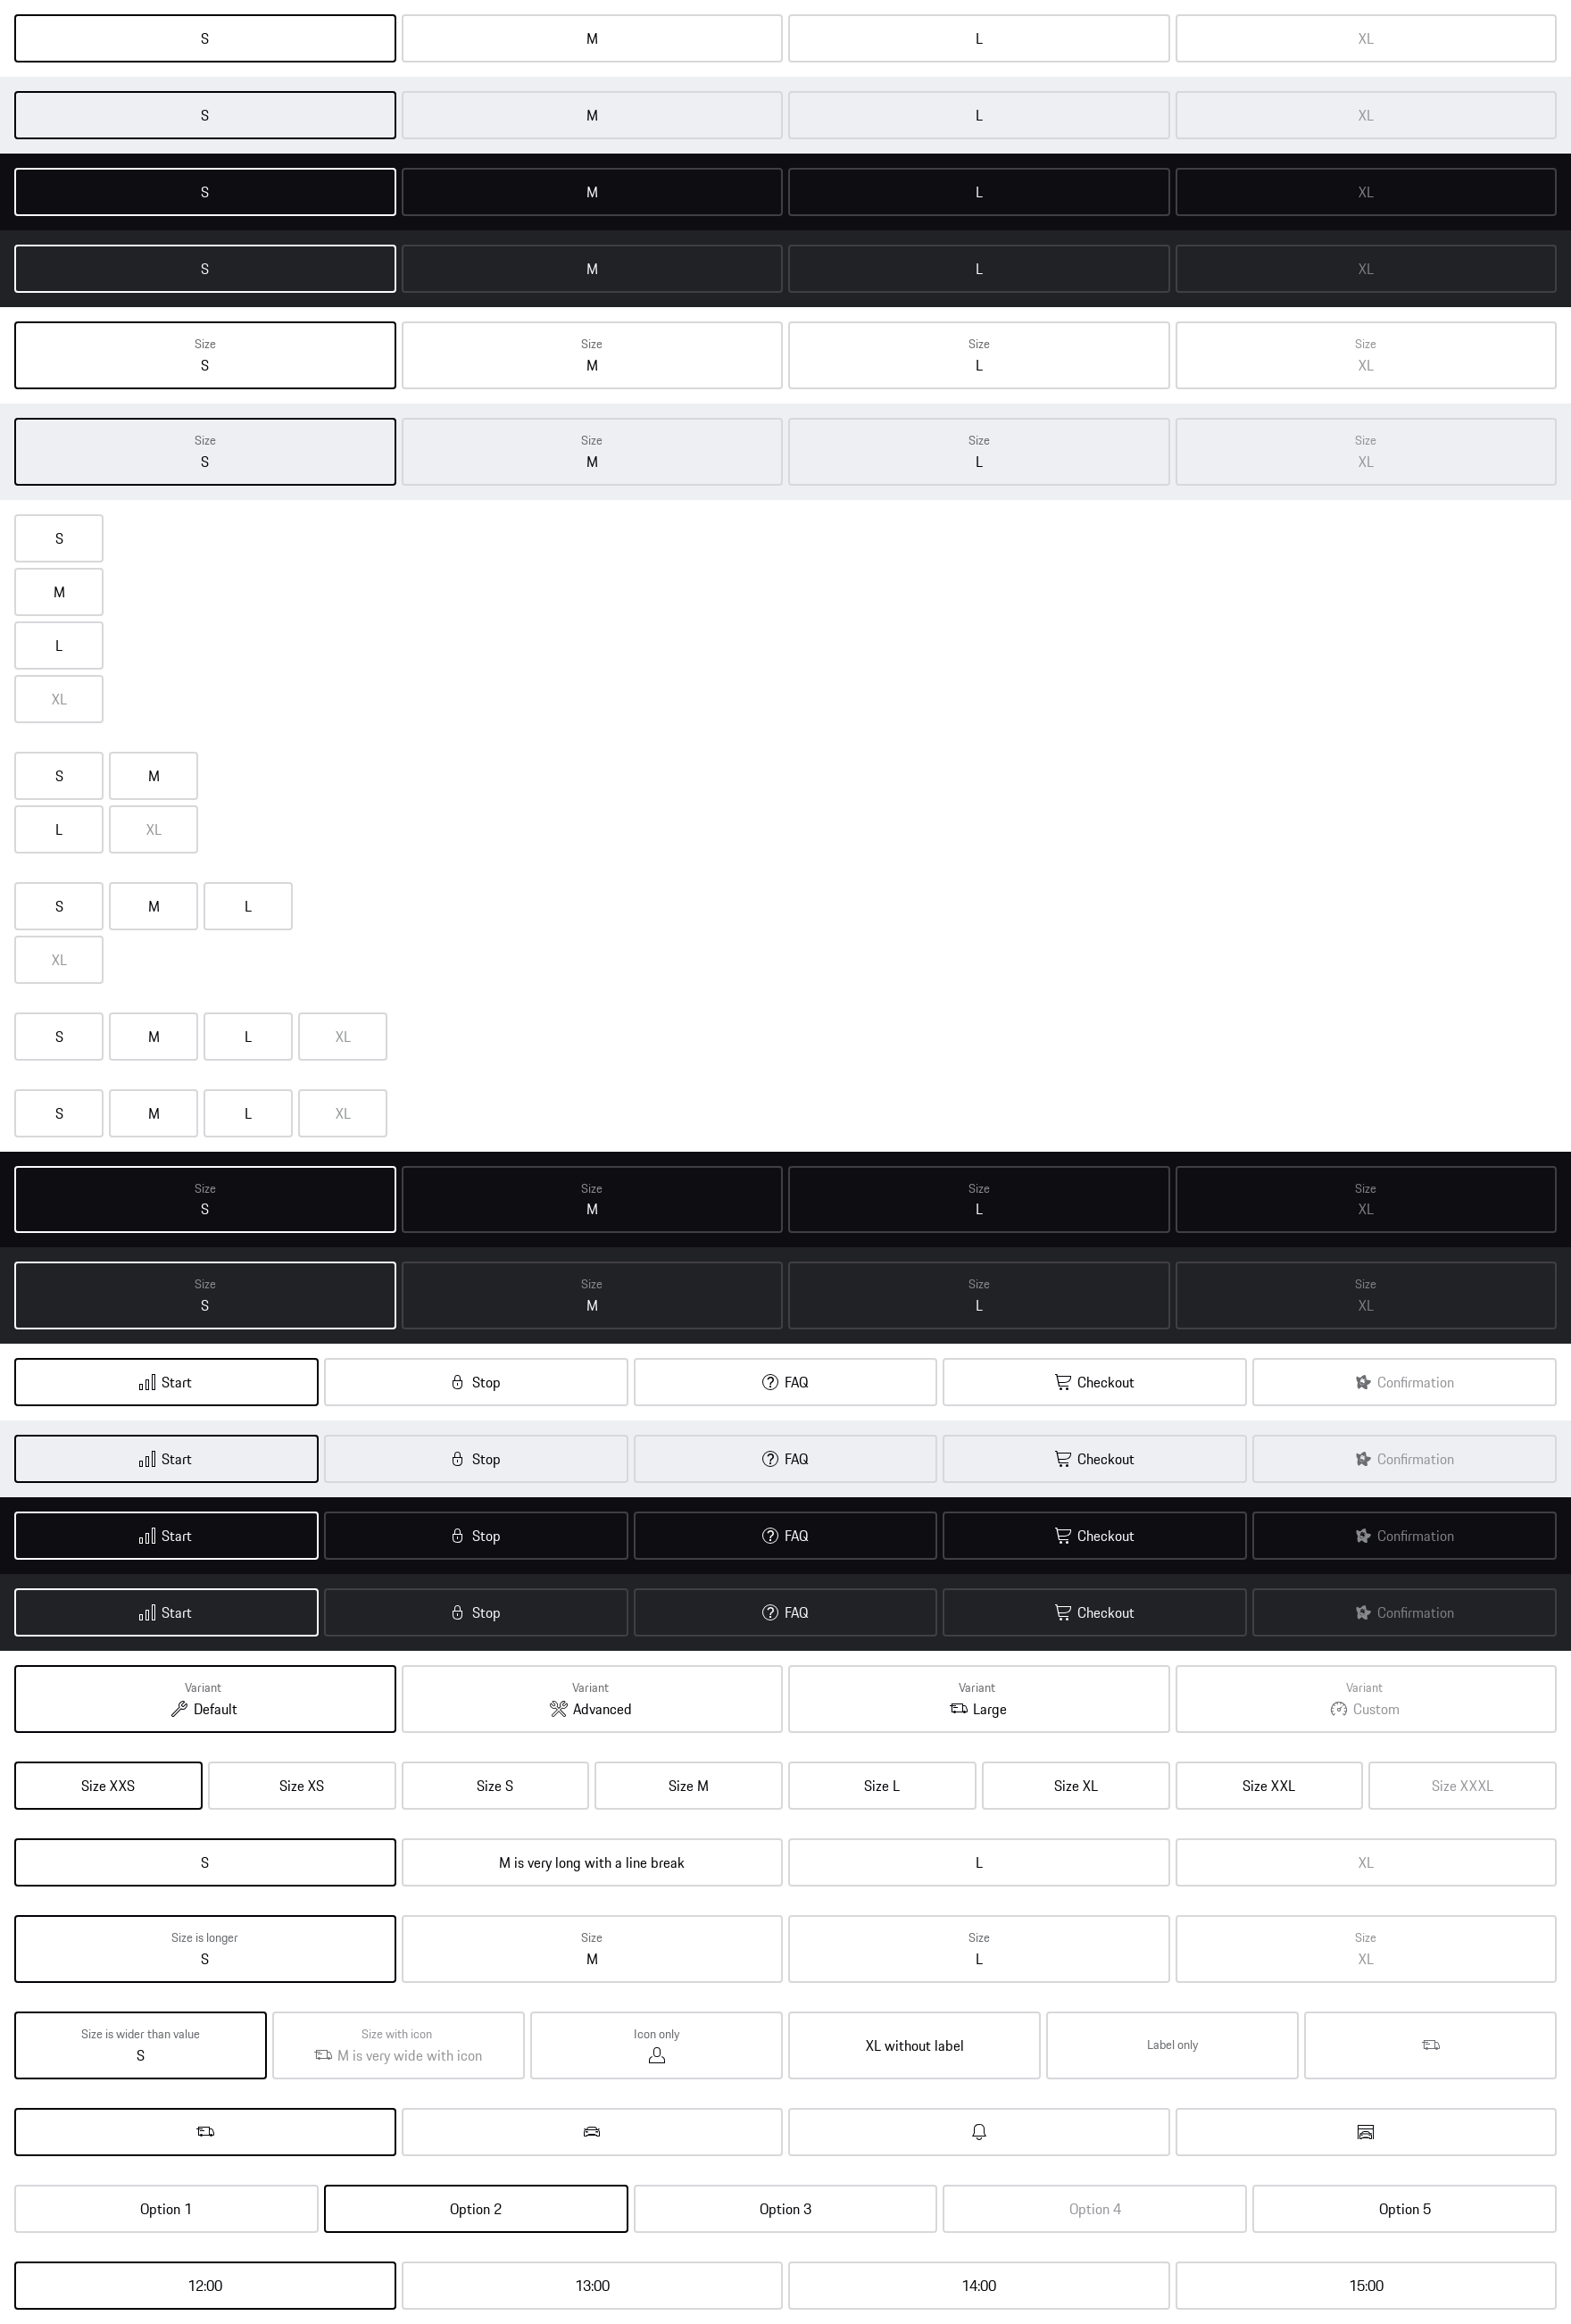 S M L XL
S M L XL
S M L XL
S M L XL
Size Size Size Size
S M L XL
Size Size Size Size
S M L XL
S
M
L
XL
S M
L XL
S M L
XL
S M L XL
S M L XL
Size Size Size Size
S M L XL
Size Size Size Size
S M L XL
Start Stop FAQ Checkout Confirmation
Start Stop FAQ Checkout Confirmation
Start Stop FAQ Checkout Confirmation
Start Stop FAQ Checkout Confirmation
Variant Variant Variant Variant
Default Advanced Large Custom
Size XXS Size XS Size S Size M Size L Size XL Size XXL Size XXXL
S M is very long with a line break L XL
Size is longer Size Size Size
S M L XL
Size is wider than value Size with icon Icon only
S M is very wide with icon XL without label Label only
Option 1 Option 2 Option 3 Option 4 Option 5
12:00 13:00 14:00 15:00